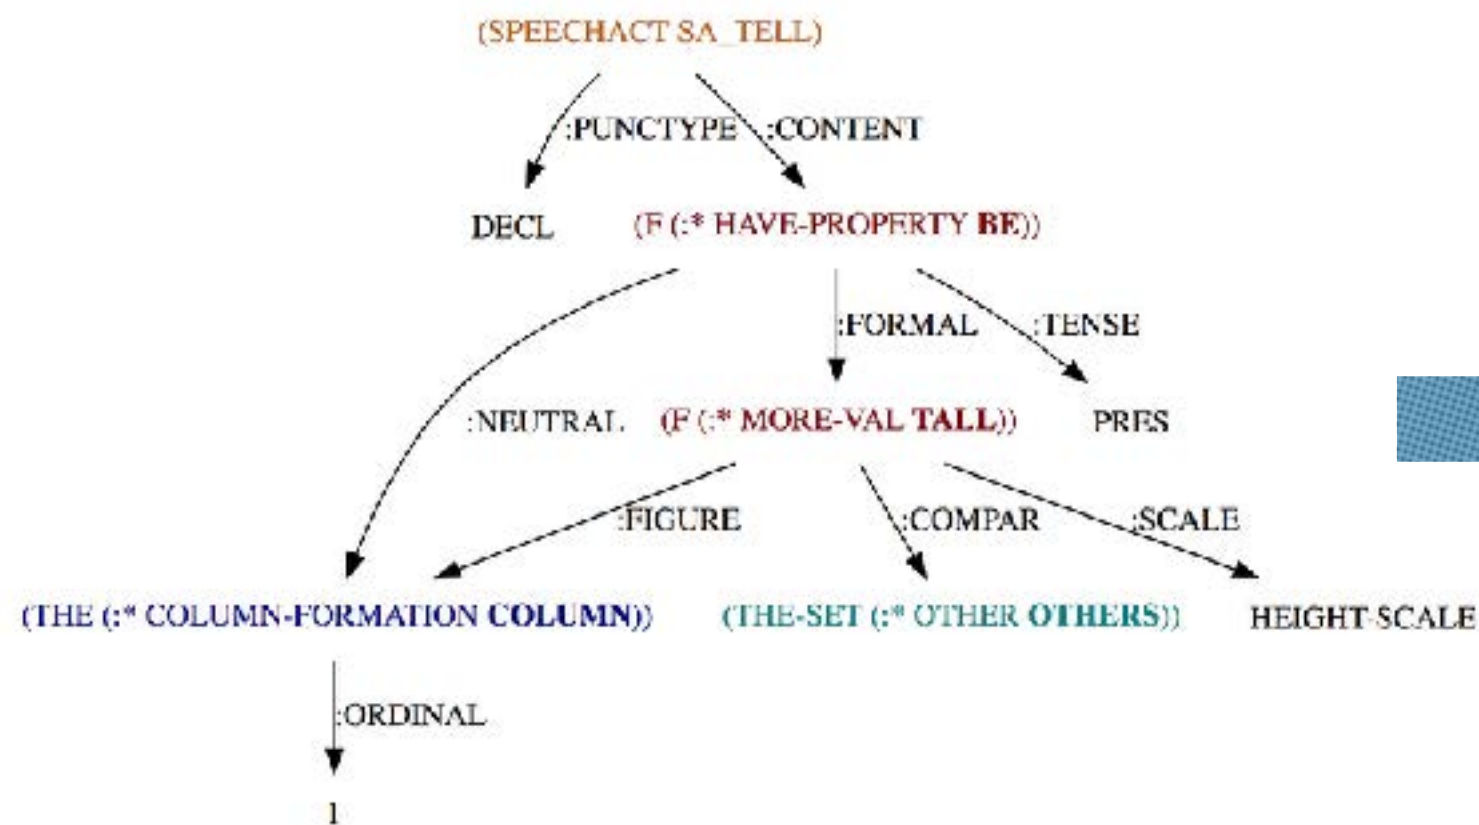 (SPEECHACT SA_TELL)
:PUNCTYPE :CONTENT
DECL (F (:* HAVE-PROPERTY BE))
:FORMAL :TENSE
:NEUTRAL (F (:* MORE-VAL TALL)) PRES
:FIGURE :COMPAR :SCALE
(THE (:* COLUMN-FORMATION COLUMN)) (THE-SET (:* OTHER OTHERS)) HEIGHT-SCALE
:ORDINAL
1